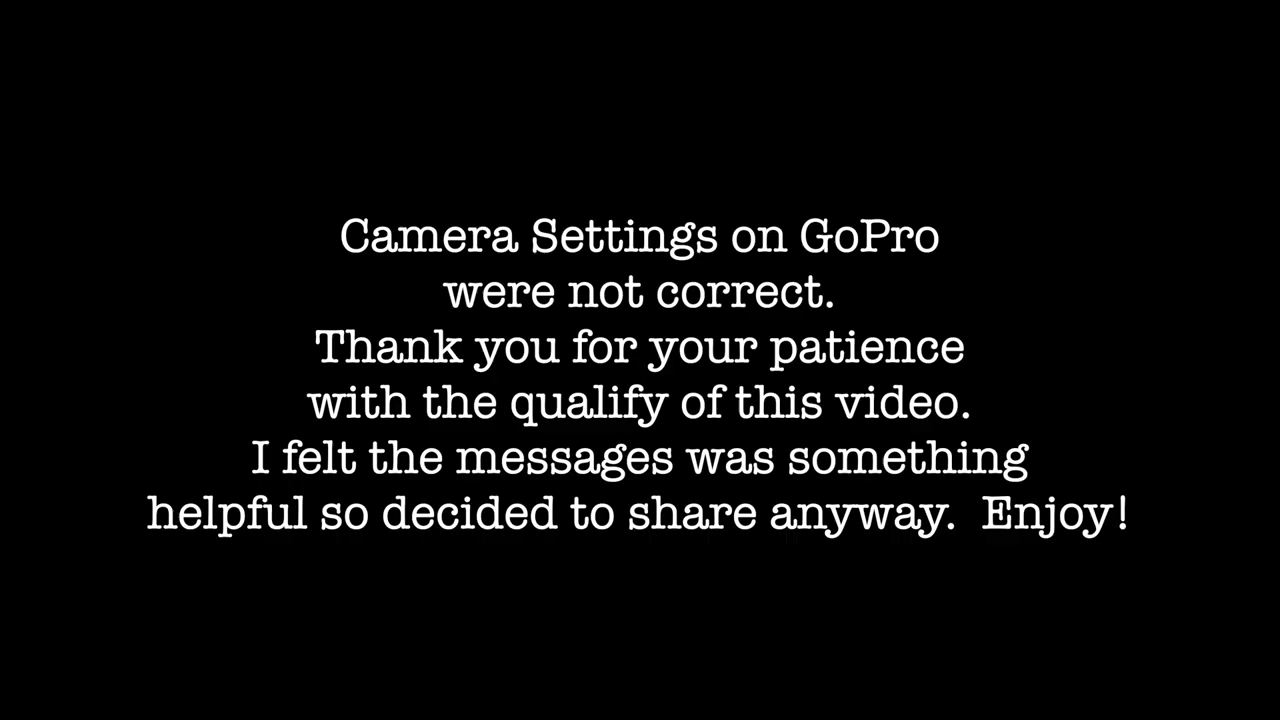 Camera Settings on GoPro
were not correct.
Thank you for your patience
with the qualify of this video.
I felt the messages was something
helpful so decided to share anyway.  Enjoy!